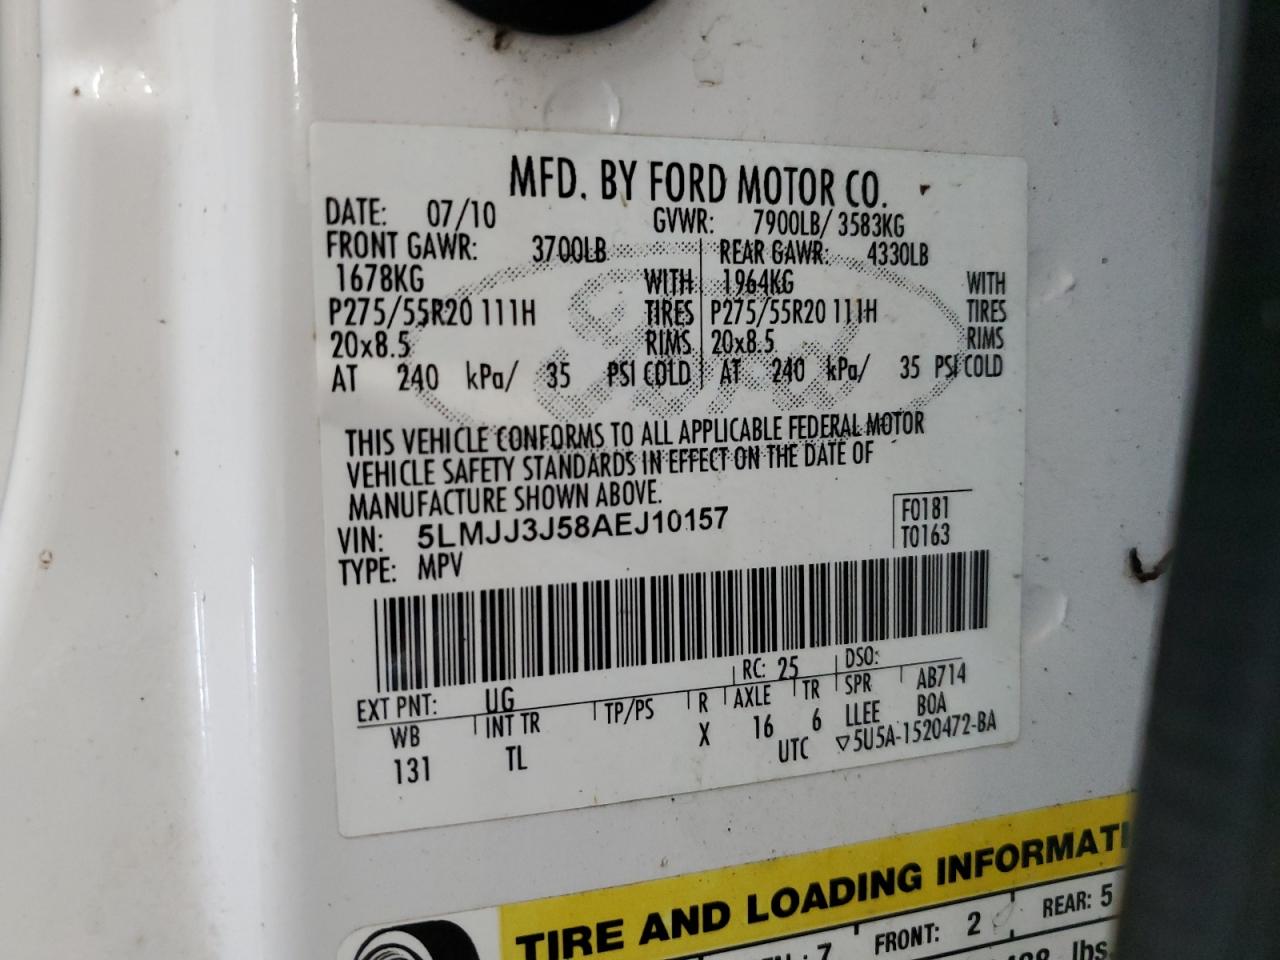 MFD. BY FORD MOTOR CO.
DATE: 07/10 GVWR: 7900LB/ 3583KG
FRONT GAWR: 3700LB REAR GAWR: 4330LB
1678KG WITH 1964KG WITH
P275/55R20 111H TIRES P275/55R20 111H TIRES
20x8.5 RIMS 20x8.5 RIMS
AT 240 kPa/ 35 PSI COLD AT 240 kPa/ 35 PSI COLD
THIS VEHICLE CONFORMS TO ALL APPLICABLE FEDERAL MOTOR
VEHICLE SAFETY STANDARDS IN EFFECT ON THE DATE OF
MANUFACTURE SHOWN ABOVE.
VIN: 5LMJJ3J58AEJ10157 F0181
TYPE: MPV T0163
EXT PNT: UG RC: 25 DSO:
WB INT TR TP/PS R AXLE TR SPR AB714
131 TL X 16 6 LLEE BOA
UTC ▽5U5A-1520472-BA
TIRE AND LOADING INFORMATI
: 7 FRONT: 2 REAR: 5
lbs.